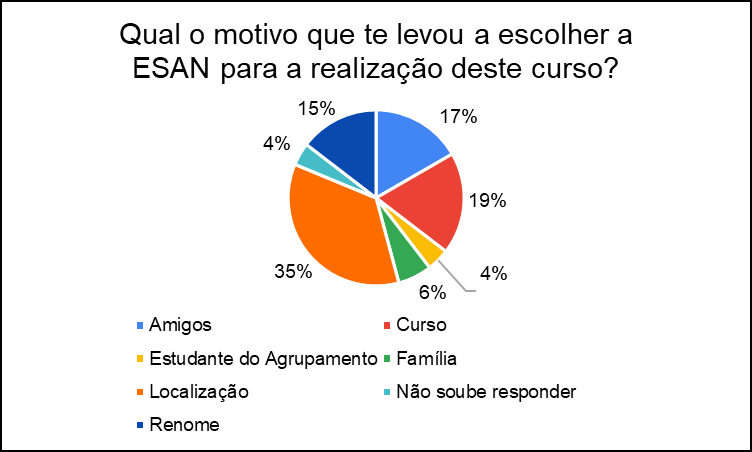 Qual o motivo que te levou a escolher a
ESAN para a realização deste curso?
15%
17%
4%
19%
35%
6%
4%
Amigos
Curso
Estudante do Agrupamento
Família
Localização
Não soube responder
Renome